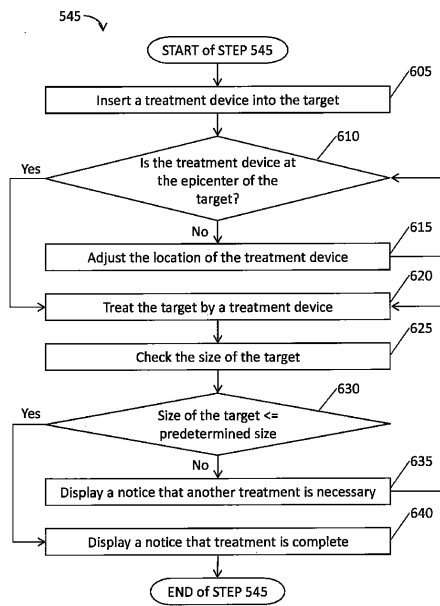 545
START of STEP 545
605
Insert a treatment device into the target
610
Is the treatment device at
the epicenter of the
target?
Yes
No
615
Adjust the location of the treatment device
620
Treat the target by a treatment device
625
Check the size of the target
630
Size of the target <=
predetermined size
Yes
No
635
Display a notice that another treatment is necessary
640
Display a notice that treatment is complete
END of STEP 545